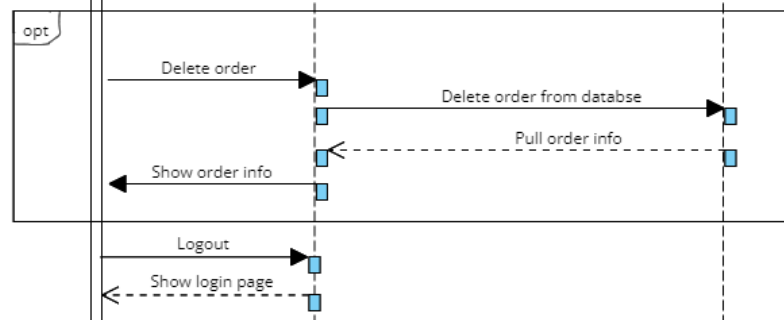 opt
Delete order
Delete order from databse
Pull order info
Show order info
Logout
Show login page